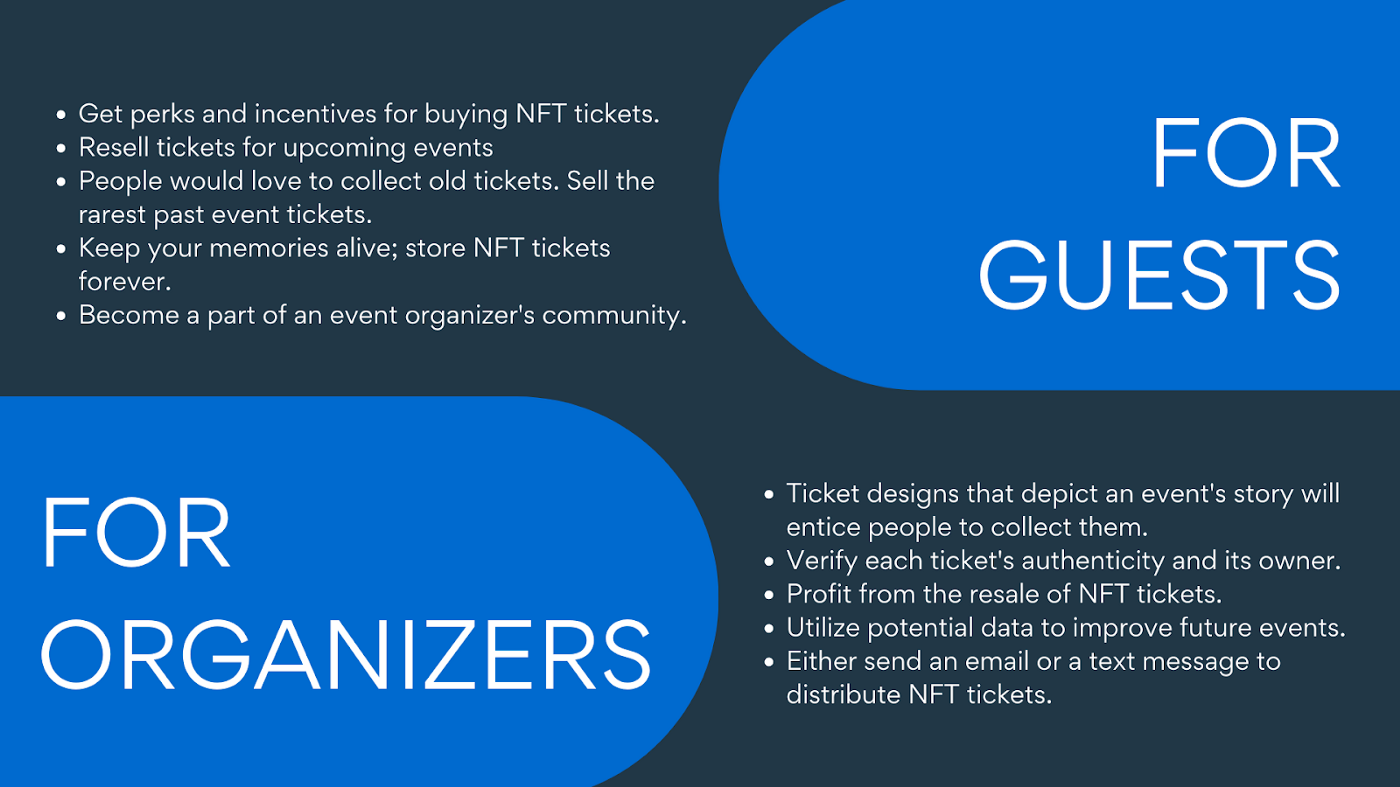 • Get perks and incentives for buying NFT tickets.
• Resell tickets for upcoming events
• People would love to collect old tickets. Sell the
rarest past event tickets.
• Keep your memories alive; store NFT tickets
forever.
• Become a part of an event organizer's community.
FOR
GUESTS
FOR
ORGANIZERS
• Ticket designs that depict an event's story will
entice people to collect them.
• Verify each ticket's authenticity and its owner.
• Profit from the resale of NFT tickets.
• Utilize potential data to improve future events.
• Either send an email or a text message to
distribute NFT tickets.